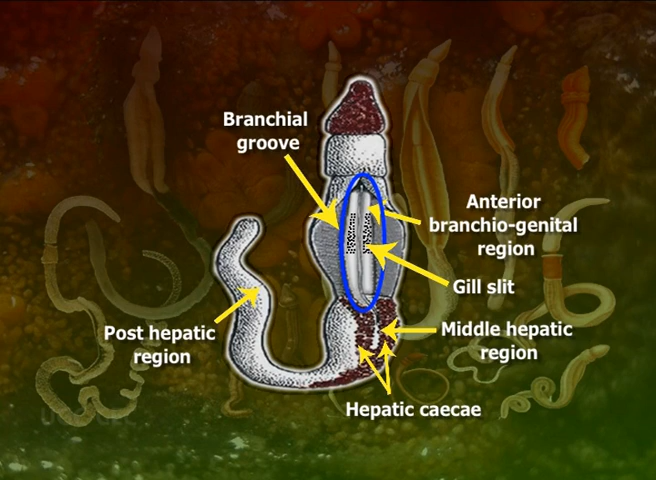 Branchial
groove
Anterior
branchio-genital
region
Gill slit
Post hepatic
region
Middle hepatic
region
Hepatic caecae